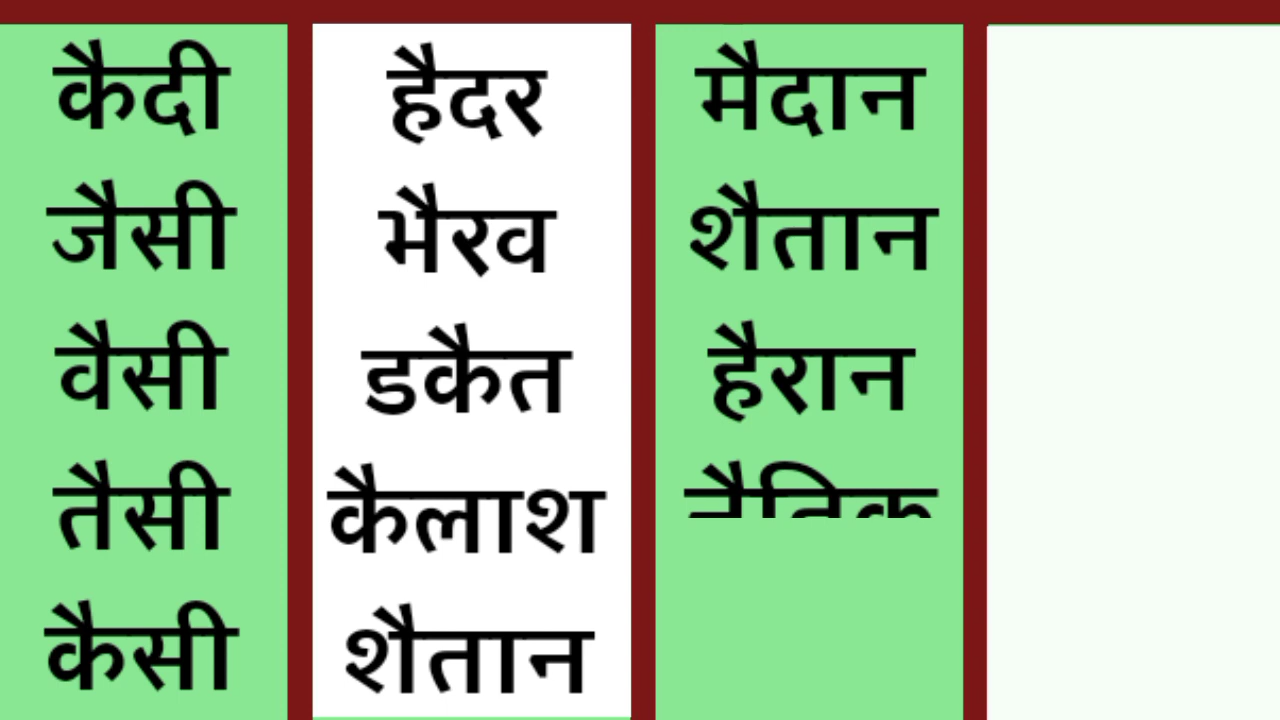 कैदी
जैसी
वैसी
तैसी
कैसी
हैदर
भैरव
डकैत
कैलाश
शैतान
मैदान
शैतान
हैरान